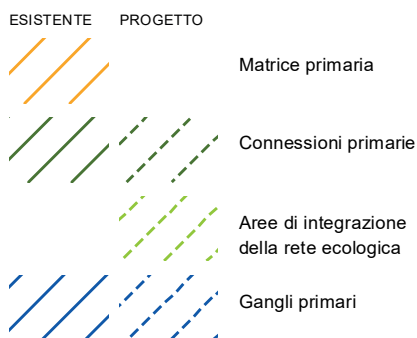 ESISTENTE PROGETTO
Matrice primaria
Connessioni primarie
Aree di integrazione
della rete ecologica
Gangli primari